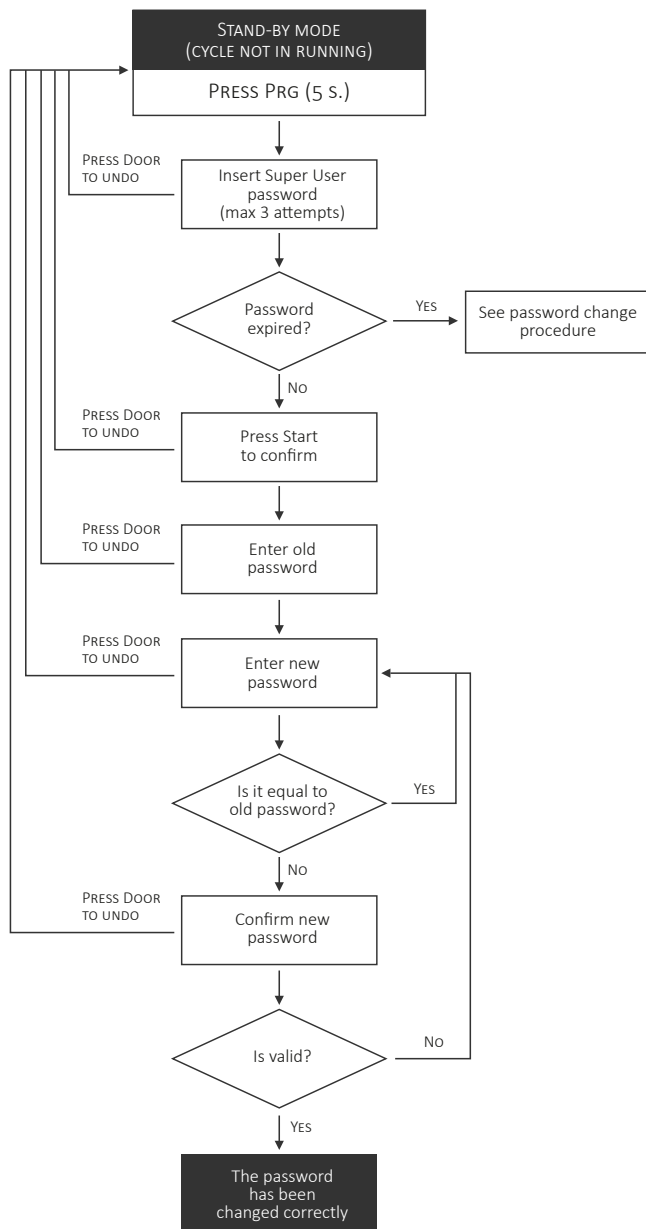 STAND-BY MODE
(CYCLE NOT IN RUNNING)
PRESS PRG (5 S.)
PRESS DOOR
TO UNDO
Insert Super User
password
(max 3 attempts)
Password
expired?
YES
See password change
procedure
NO
PRESS DOOR
TO UNDO
Press Start
to confirm
PRESS DOOR
TO UNDO
Enter old
password
PRESS DOOR
TO UNDO
Enter new
password
Is it equal to
old password?
YES
NO
PRESS DOOR
TO UNDO
Confirm new
password
Is valid?
NO
YES
The password
has been
changed correctly